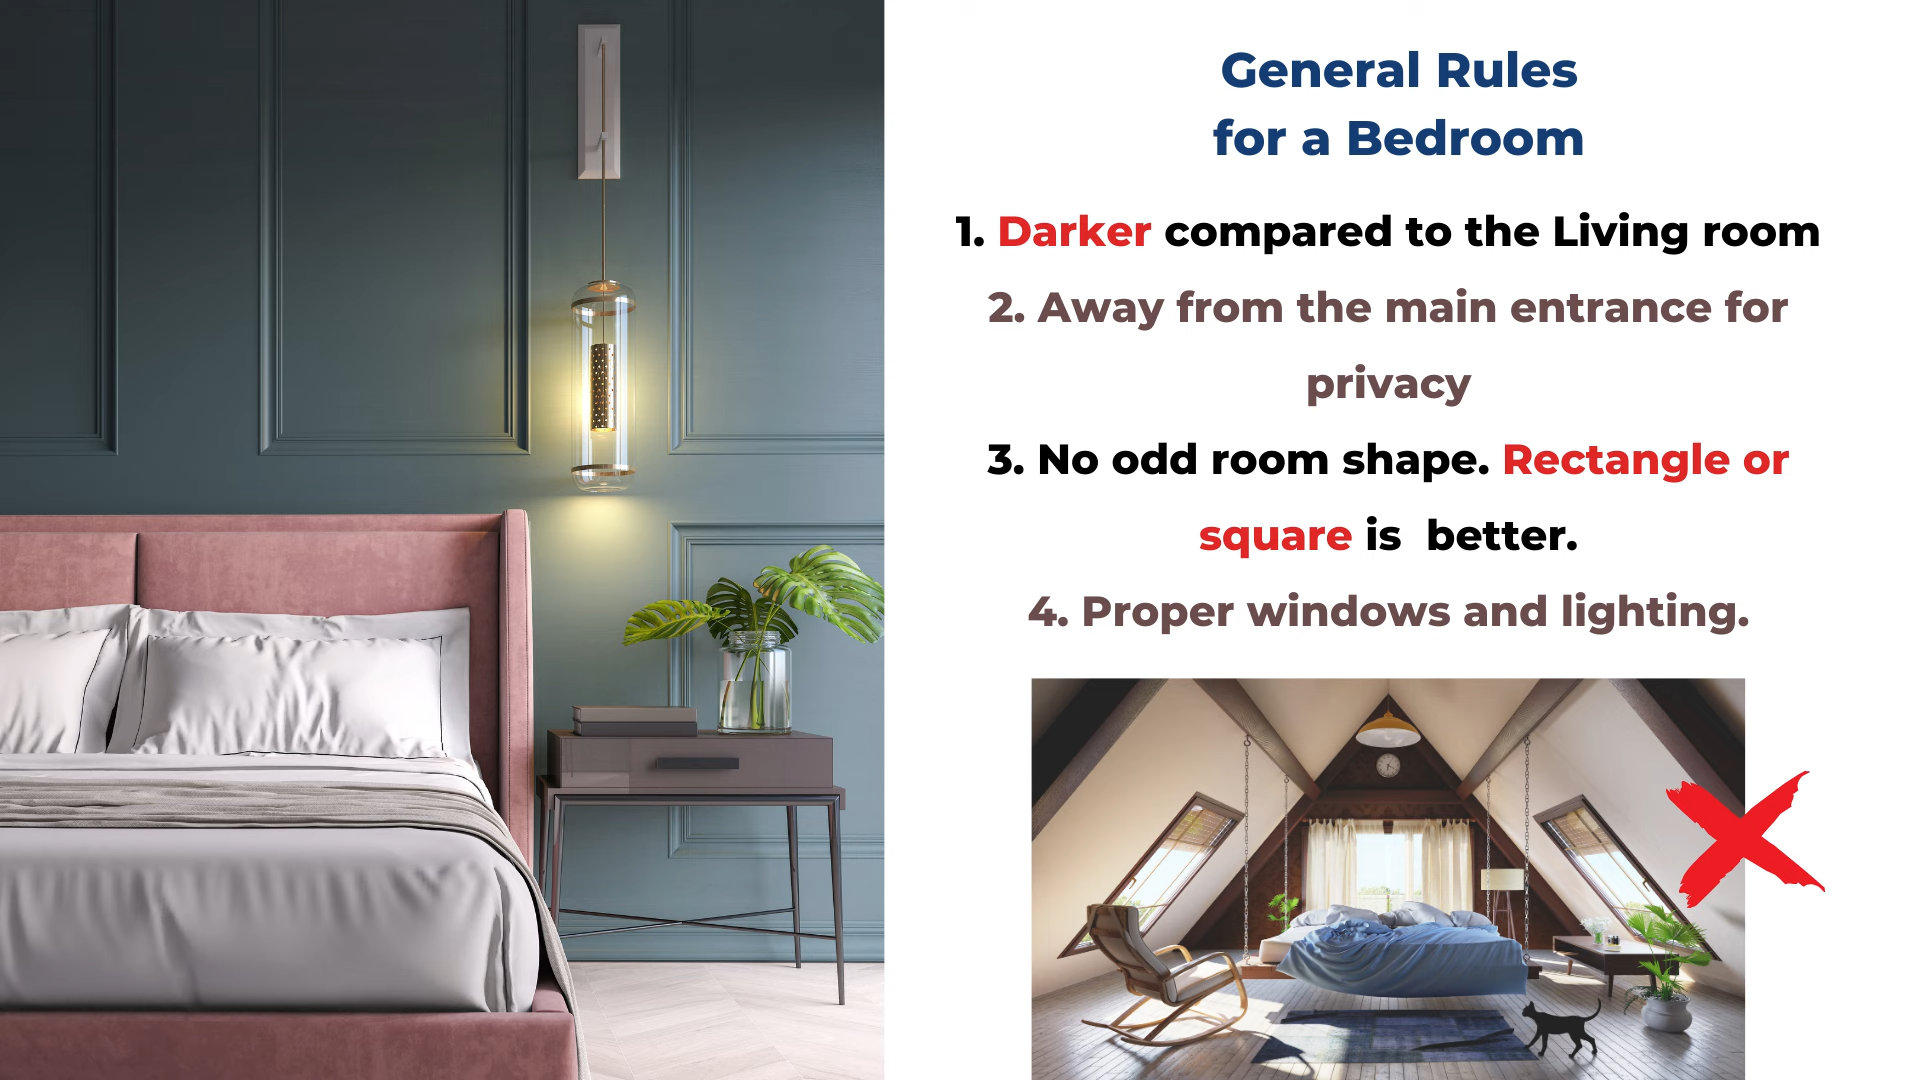 General Rules
for a Bedroom
1. Darker compared to the Living room
2. Away from the main entrance for
privacy
3. No odd room shape. Rectangle or
square is  better.
4. Proper windows and lighting.